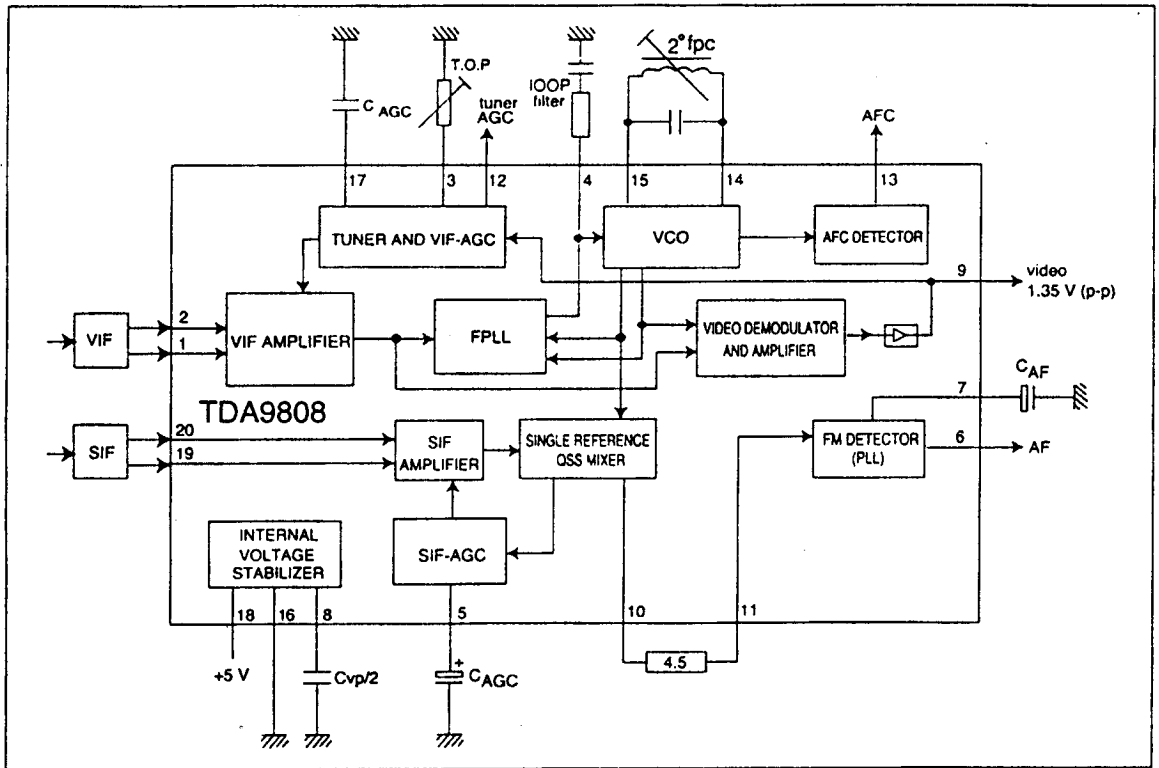 2°fpc
T.O.P
lOOP
filter
C AGC
tuner
AGC
AFC
17
3
12
4
15
14
13
TUNER AND VIF-AGC
VCO
AFC DETECTOR
9
video
1.35 V (p-p)
VIF
2
1
VIF AMPLIFIER
FPLL
VIDEO DEMODULATOR
AND AMPLIFIER
7
C AF
TDA9808
SIF
20
19
SIF
AMPLIFIER
SINGLE REFERENCE
QSS MIXER
FM DETECTOR
(PLL)
6
AF
INTERNAL
VOLTAGE
STABILIZER
SIF-AGC
18
16
8
5
10
11
+5 V
Cvp/2
+
C AGC
4.5